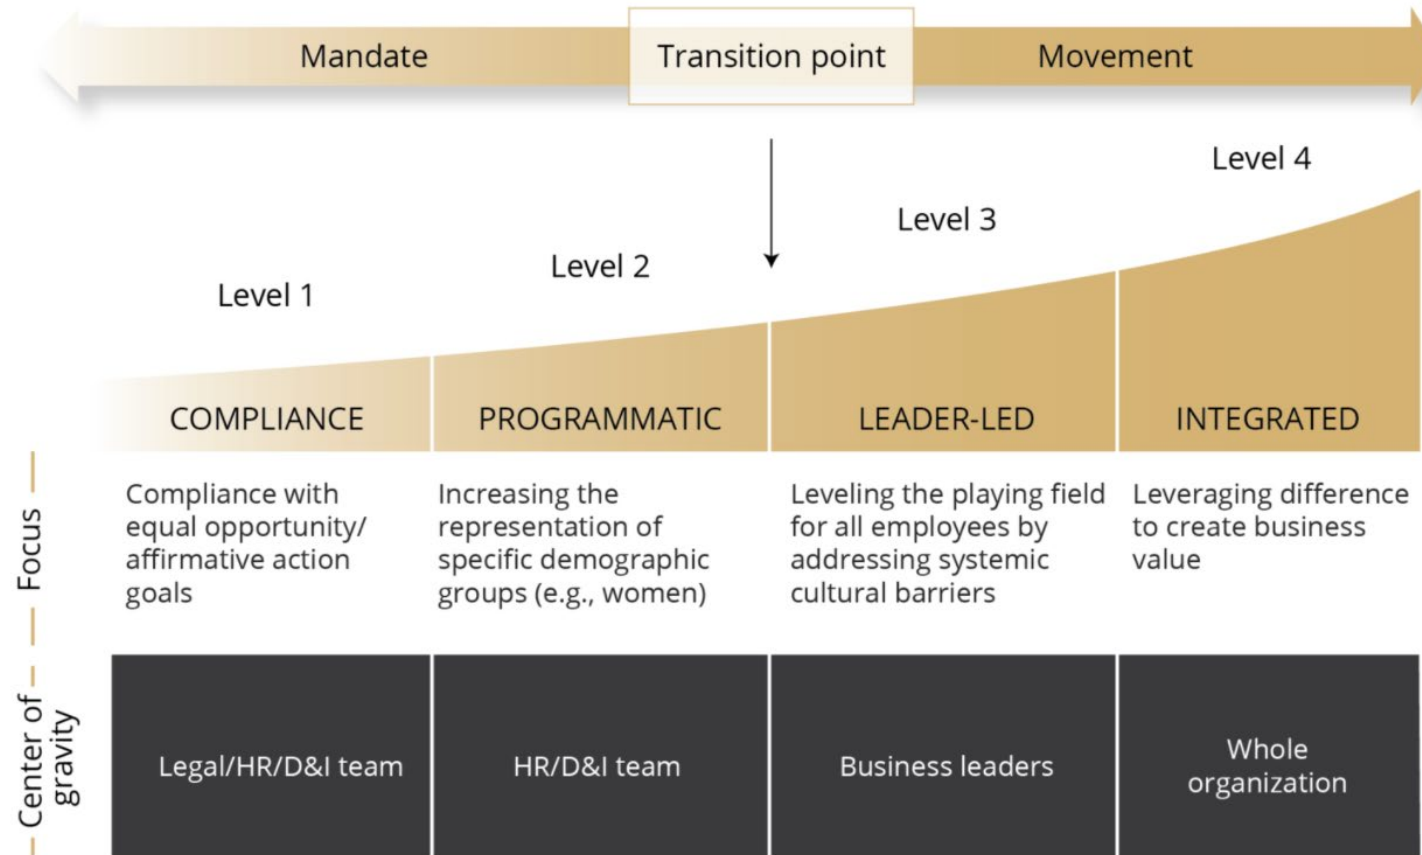 Mandate
Transition point
Movement
Level 4
Level 3
Level 2
Level 1
COMPLIANCE
PROGRAMMATIC
LEADER-LED
INTEGRATED
Focus
Compliance with
equal opportunity/
affirmative action
goals
Increasing the
representation of
specific demographic
groups (e.g., women)
Leveling the playing field
for all employees by
addressing systemic
cultural barriers
Leveraging difference
to create business
value
Center of
gravity
Legal/HR/D&I team
HR/D&I team
Business leaders
Whole
organization